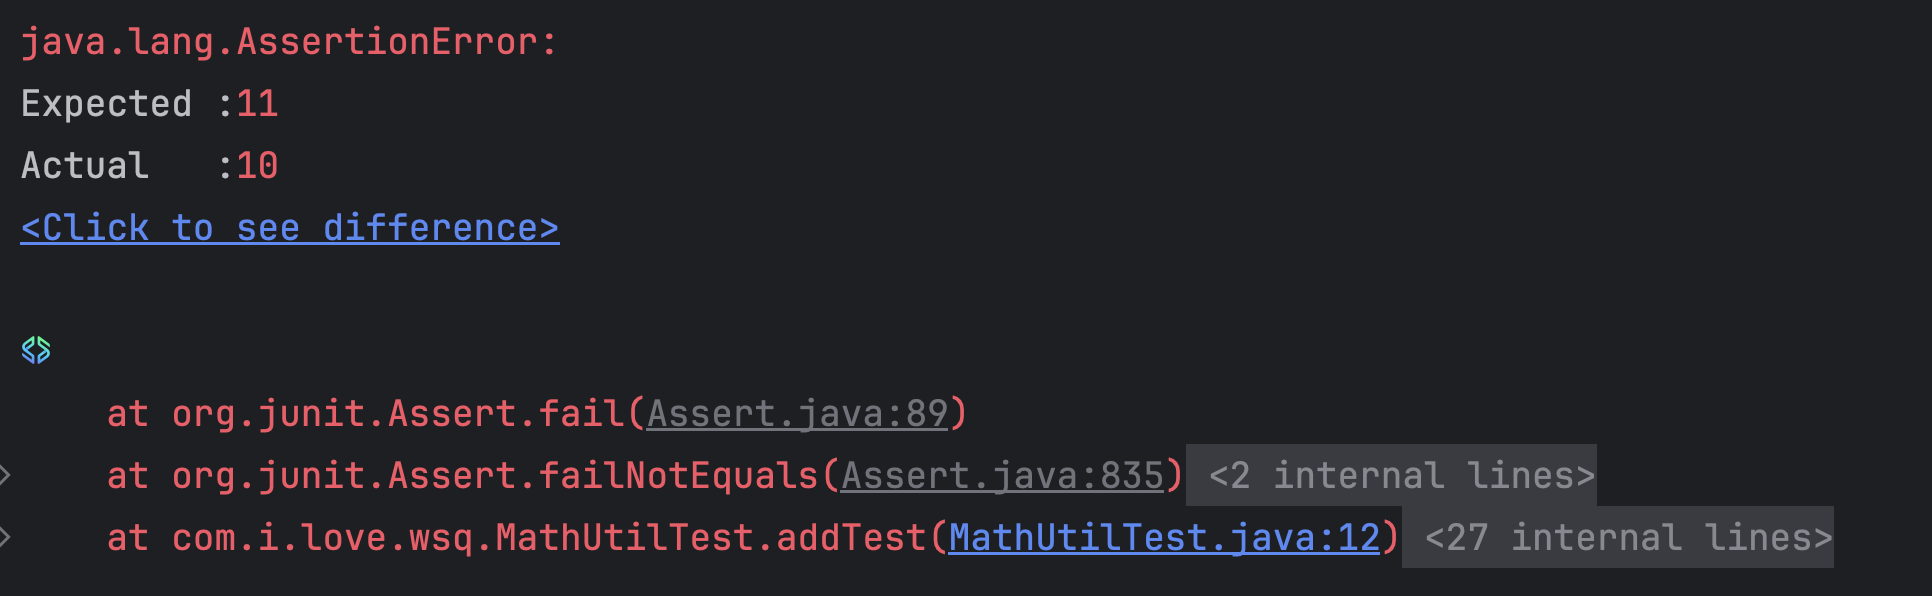 java.lang.AssertionError:
Expected :11
Actual   :10
<Click to see difference>
at org.junit.Assert.fail(Assert.java:89)
at org.junit.Assert.failNotEquals(Assert.java:835) <2 internal lines>
at com.i.love.wsq.MathUtilTest.addTest(MathUtilTest.java:12) <27 internal lines>